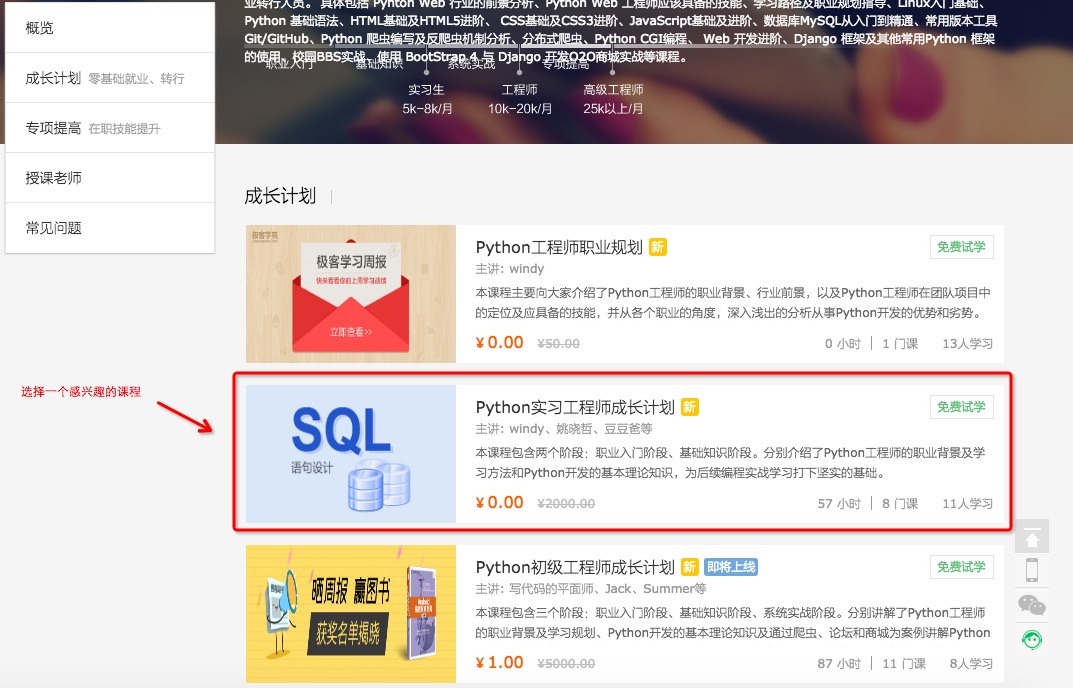 业转行人员。 具体包括 Python Web 行业的前景分析、Python Web 工程师应该具备的技能、学习路径及职业规划指导、Linux入门基础、
Python 基础语法、HTML基础及HTML5进阶、 CSS基础及CSS3进阶、JavaScript基础及进阶、数据库MySQL从入门到精通、常用版本工具
Git/GitHub、Python 爬虫编写及反爬虫机制分析、分布式爬虫、Python CGI编程、 Web 开发进阶、Django 框架及其他常用Python 框架
的使用、校园BBS实战、使用 BootStrap 4 与 Django 开发O2O商城实战等课程。
职业入门 基础知识 系统实战 专项提高
实习生 工程师 高级工程师
5k~8k/月 10k~20k/月 25k以上/月
概览
成长计划 零基础就业、转行
专项提高 在职技能提升
授课老师
常见问题
成长计划
极客学院
极客学习周报
快来看看你的上周学习战绩
立即查看>>
Python工程师职业规划 新 免费试学
主讲：windy
本课程主要向大家介绍了Python工程师的职业背景、行业前景，以及Python工程师在团队项目中
的定位及应具备的技能，并从各个职业的角度，深入浅出的分析从事Python开发的优势和劣势。
¥0.00 ¥50.00 0 小时 1 门课 13人学习
选择一个感兴趣的课程
SQL
语句设计
Python实习工程师成长计划 新 免费试学
主讲：windy、姚晓哲、豆豆爸等
本课程包含两个阶段：职业入门阶段、基础知识阶段。分别介绍了Python工程师的职业背景及学
习方法和Python开发的基本理论知识，为后续编程实战学习打下坚实的基础。
¥0.00 ¥2000.00 57 小时 8 门课 11人学习
晒周报 赢图书
获奖名单揭晓
Python初级工程师成长计划 新 即将上线 免费试学
主讲：写代码的平面师、Jack、Summer等
本课程包含三个阶段：职业入门阶段、基础知识阶段、系统实战阶段。分别讲解了Python工程师
的职业背景及学习规划、Python开发的基本理论知识及通过爬虫、论坛和商城为案例讲解Python
¥1.00 ¥5000.00 87 小时 11 门课 8人学习